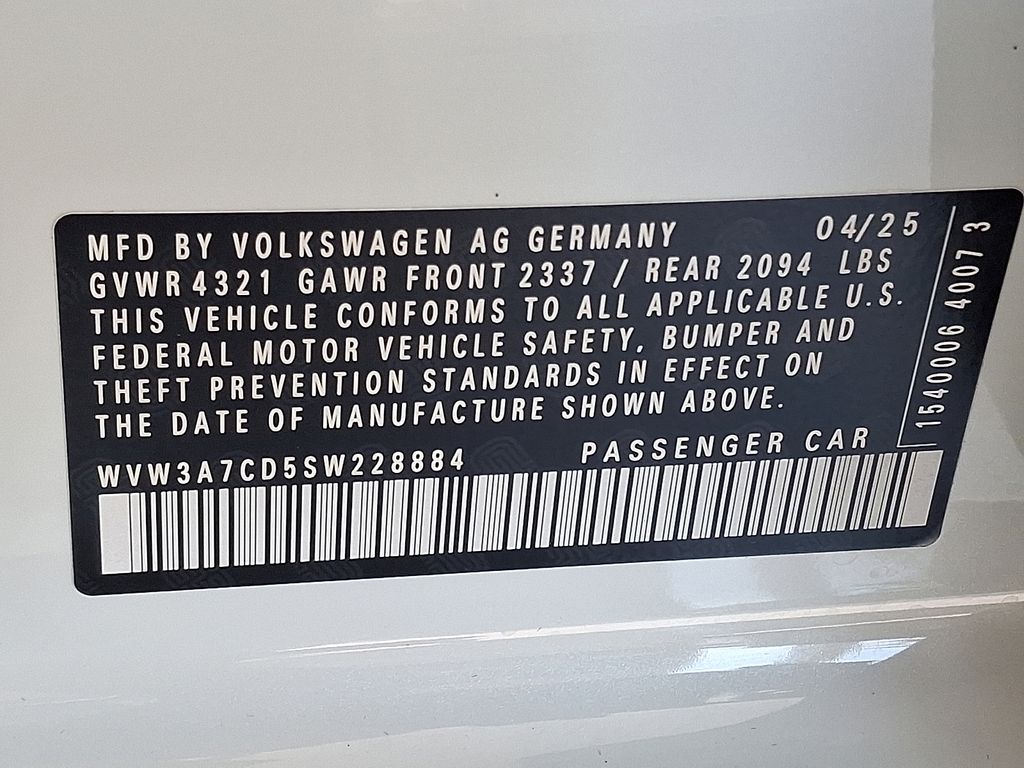 MFD BY VOLKSWAGEN AG GERMANY 04/25
GVWR 4321 GAWR FRONT 2337 / REAR 2094 LBS
THIS VEHICLE CONFORMS TO ALL APPLICABLE U.S.
FEDERAL MOTOR VEHICLE SAFETY, BUMPER AND
THEFT PREVENTION STANDARDS IN EFFECT ON
THE DATE OF MANUFACTURE SHOWN ABOVE.
WVW3A7CD5SW228884 PASSENGER CAR
1540006 4007 3